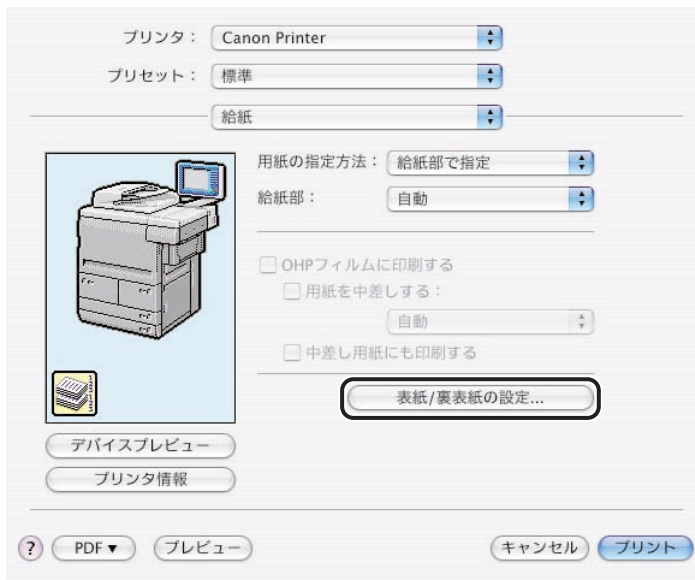 プリンタ： Canon Printer
プリセット： 標準
給紙
用紙の指定方法： 給紙部で指定
給紙部： 自動
OHPフィルムに印刷する
用紙を中差しする：
自動
中差し用紙にも印刷する
表紙/裏表紙の設定...
デバイスプレビュー
プリンタ情報
? PDF▼ プレビュー キャンセル プリント